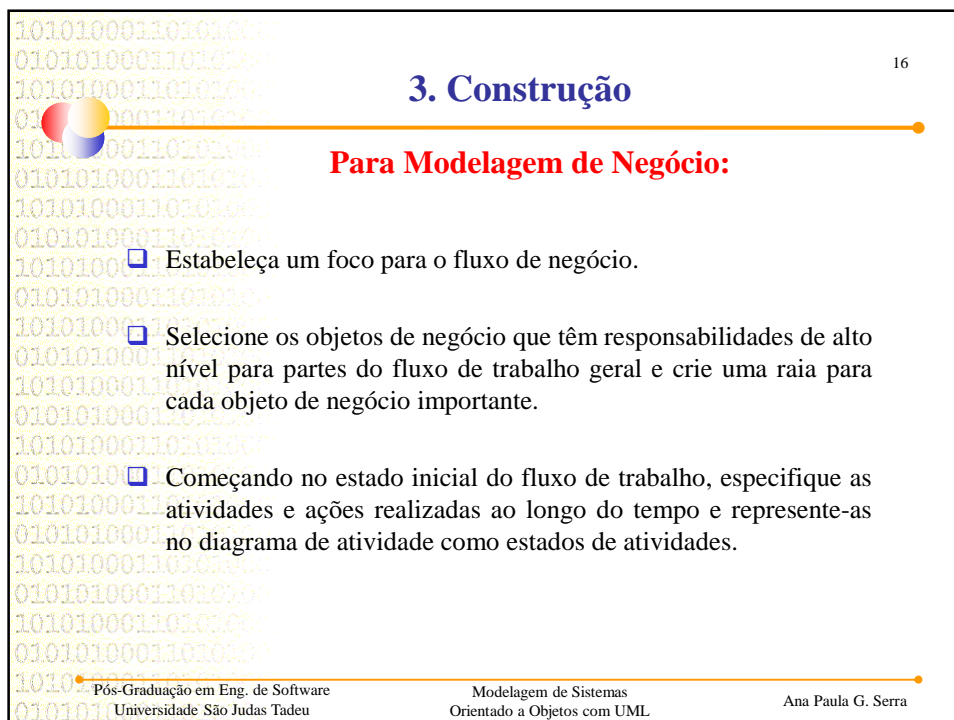 16
3. Construção
Para Modelagem de Negócio:
Estabeleça um foco para o fluxo de negócio.
Selecione os objetos de negócio que têm responsabilidades de alto
nível para partes do fluxo de trabalho geral e crie uma raia para
cada objeto de negócio importante.
Começando no estado inicial do fluxo de trabalho, especifique as
atividades e ações realizadas ao longo do tempo e represente-as
no diagrama de atividade como estados de atividades.
Pós-Graduação em Eng. de Software
Universidade São Judas Tadeu
Modelagem de Sistemas
Orientado a Objetos com UML
Ana Paula G. Serra